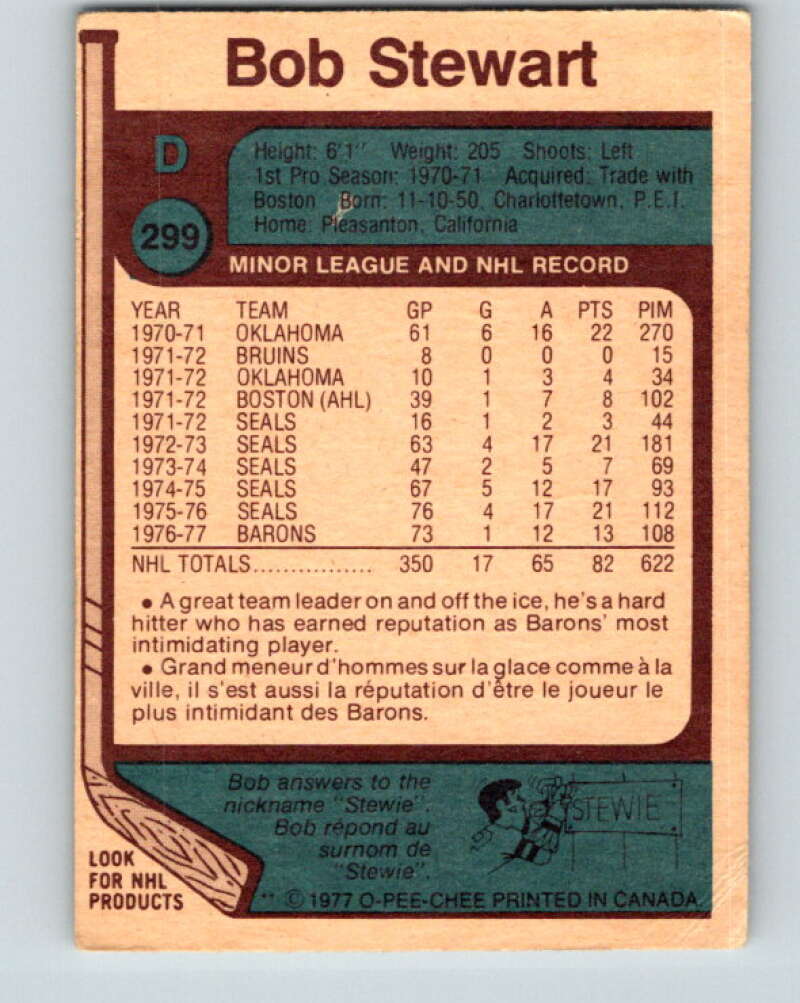 Bob Stewart
D
Height: 6'1" Weight: 205 Shoots: Left
1st Pro Season: 1970-71 Acquired: Trade with
Boston Born: 11-10-50, Charlottetown, P.E.I.
Home: Pleasanton, California
299
MINOR LEAGUE AND NHL RECORD
YEAR TEAM GP G A PTS PIM
1970-71 OKLAHOMA 61 6 16 22 270
1971-72 BRUINS 8 0 0 0 15
1971-72 OKLAHOMA 10 1 3 4 34
1971-72 BOSTON (AHL) 39 1 7 8 102
1971-72 SEALS 16 1 2 3 44
1972-73 SEALS 63 4 17 21 181
1973-74 SEALS 47 2 5 7 69
1974-75 SEALS 67 5 12 17 93
1975-76 SEALS 76 4 17 21 112
1976-77 BARONS 73 1 12 13 108
NHL TOTALS................ 350 17 65 82 622
• A great team leader on and off the ice, he's a hard
hitter who has earned reputation as Barons' most
intimidating player.
• Grand meneur d'hommes sur la glace comme à la
ville, il s'est aussi la réputation d'être le joueur le
plus intimidant des Barons.
Bob answers to the
nickname "Stewie".
Bob répond au
surnom de
"Stewie".
STEWIE
LOOK
FOR NHL
PRODUCTS
** © 1977 O-PEE-CHEE PRINTED IN CANADA.